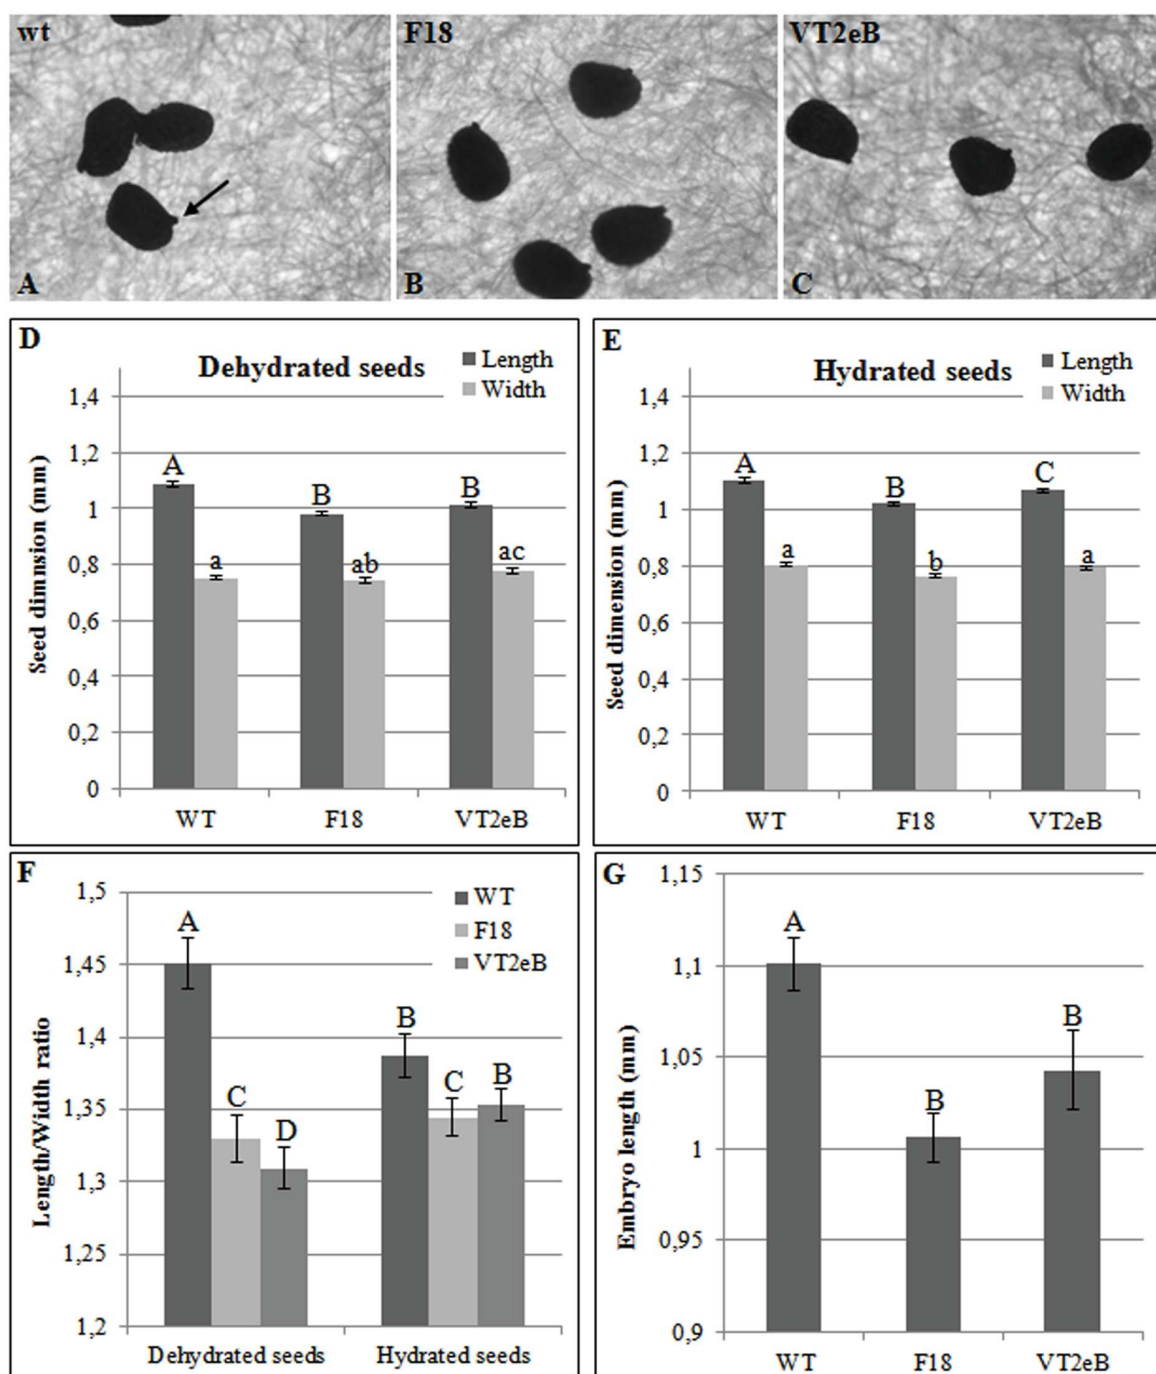 wt
F18
VT2eB
A
B
C
D
Dehydrated seeds
Length
Width
Seed dimnsion (mm)
1,4
1,2
1
0,8
0,6
0,4
0,2
0
A
a
B
ab
B
ac
WT
F18
VT2eB
E
Hydrated seeds
Length
Width
Seed dimension (mm)
1,4
1,2
1
0,8
0,6
0,4
0,2
0
A
a
B
b
C
a
WT
F18
VT2eB
F
WT
F18
VT2eB
Length/Width ratio
1,5
1,45
1,4
1,35
1,3
1,25
1,2
A
C
D
B
C
B
Dehydrated seeds
Hydrated seeds
G
Embryo length (mm)
1,15
1,1
1,05
1
0,95
0,9
A
B
B
WT
F18
VT2eB